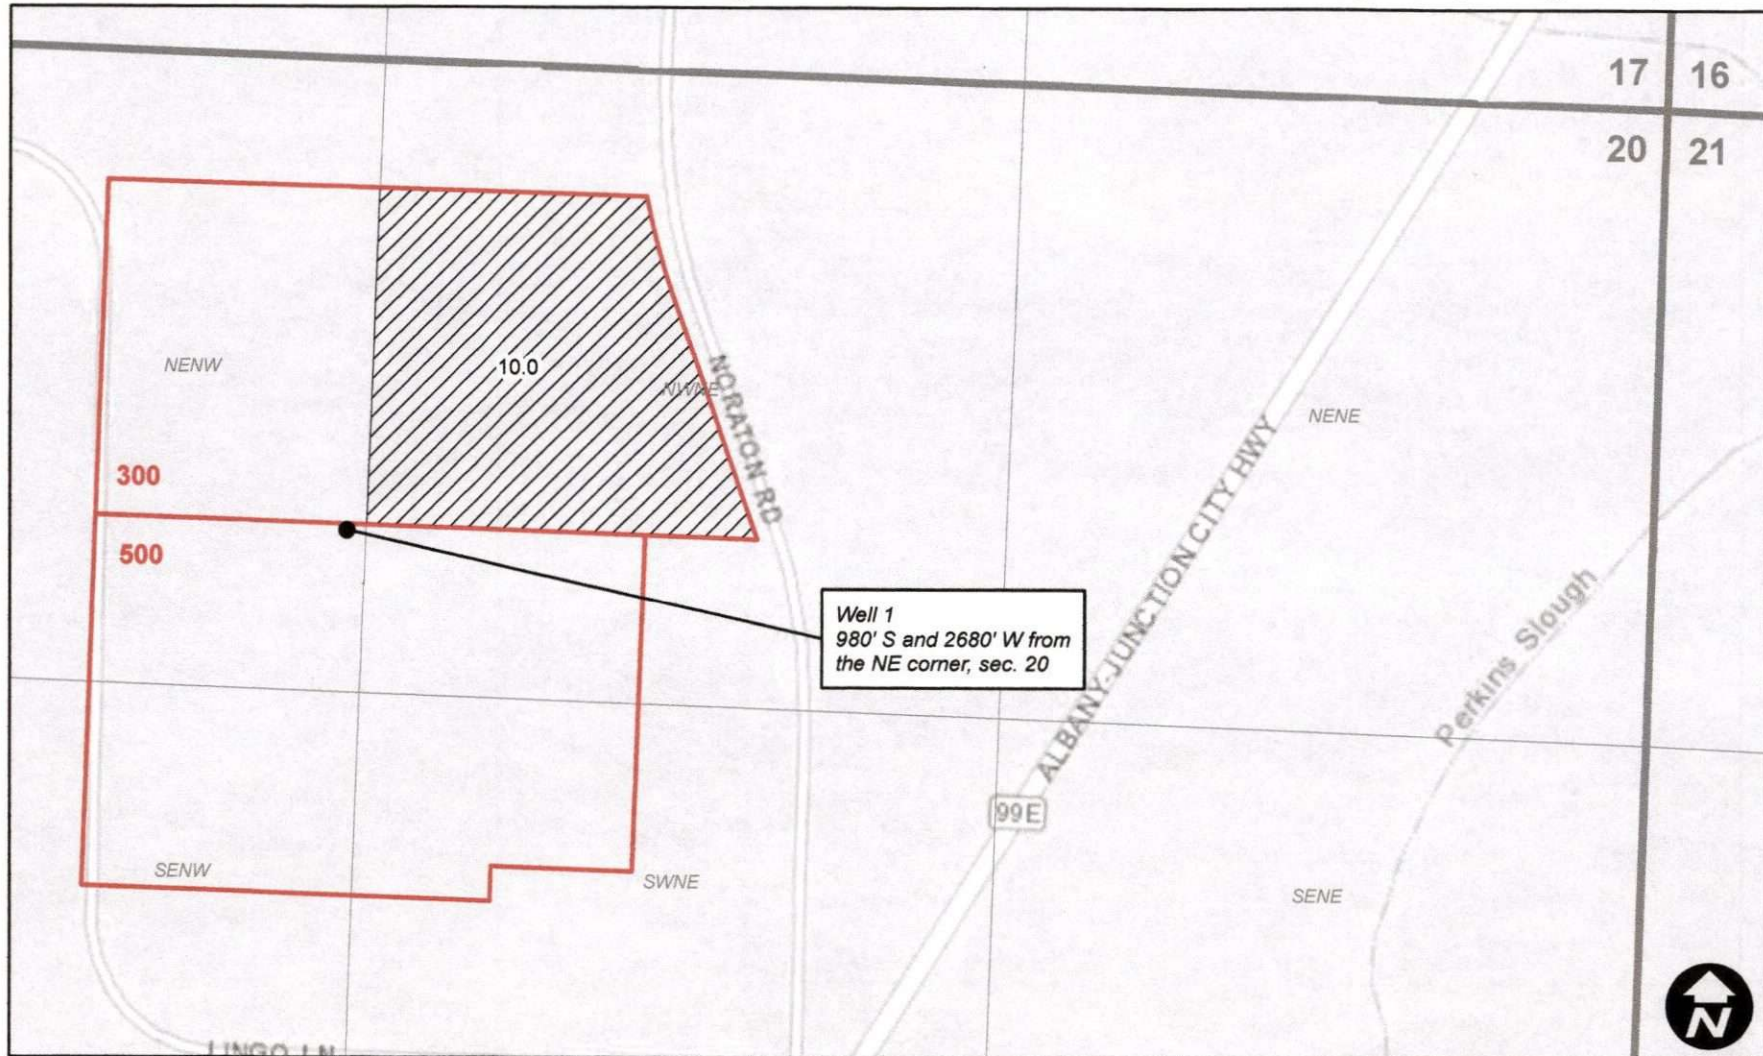 17 16
20 21
NENW
10.0
NWNE
NORATON RD
NENE
300
500
ALBANY-JUNCTION CITY HWY
Well 1
980' S and 2680' W from
the NE corner, sec. 20
Perkins Slough
99E
SENW
SWNE
SENE
LINGO LN
N